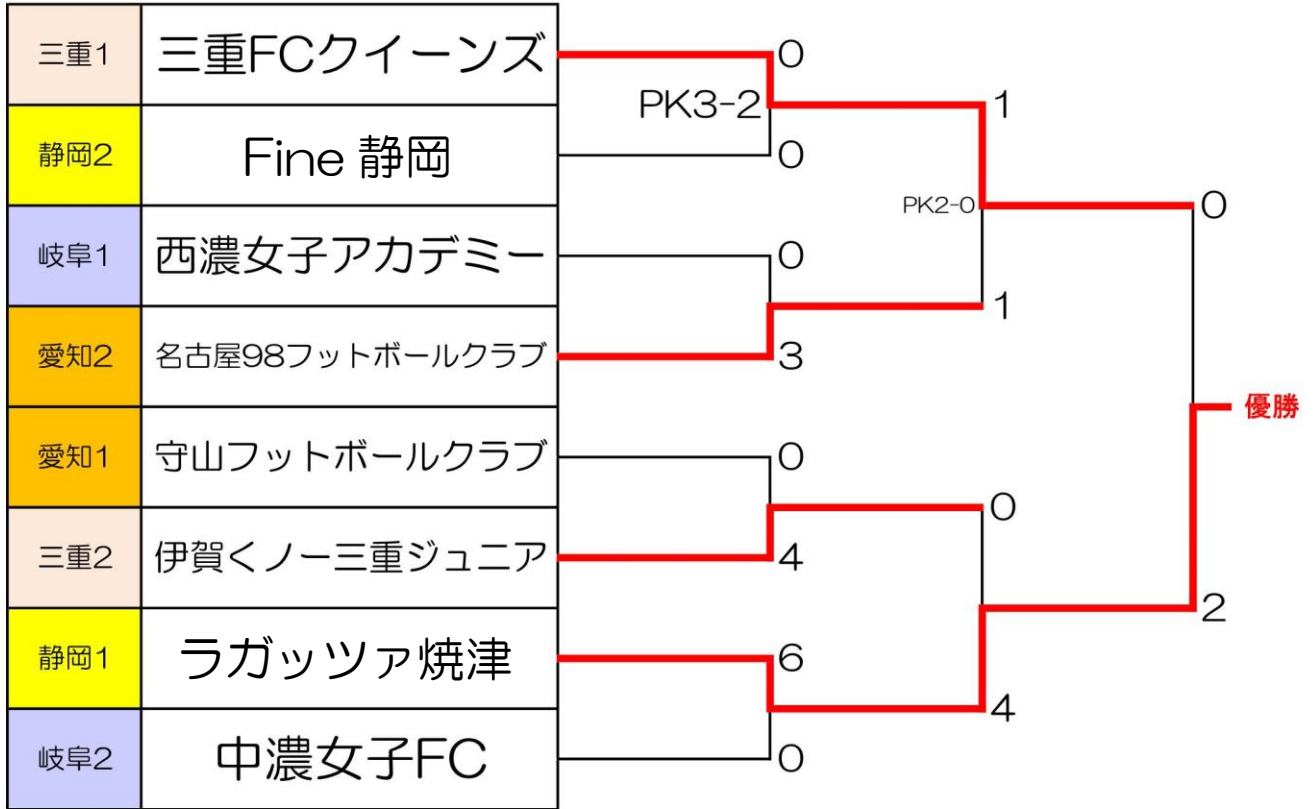 三重1 三重FCクイーンズ 0
PK3-2 1
静岡2 Fine 静岡 0
PK2-0 0
岐阜1 西濃女子アカデミー 0
1
愛知2 名古屋98フットボールクラブ 3
優勝
愛知1 守山フットボールクラブ 0
0
三重2 伊賀くノ一三重ジュニア 4
2
静岡1 ラガッツァ焼津 6
4
岐阜2 中濃女子FC 0